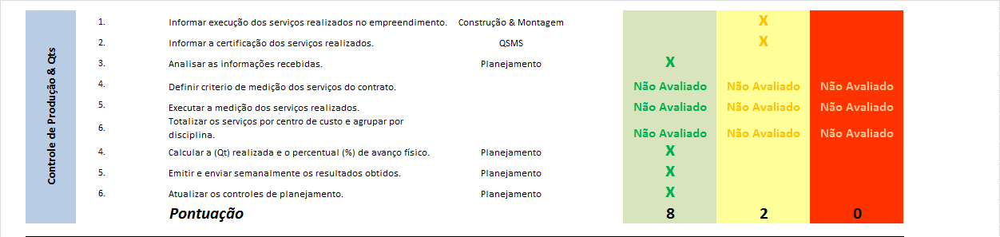 Controle de Produção & Qts
1. Informar execução dos serviços realizados no empreendimento. Construção & Montagem X
2. Informar a certificação dos serviços realizados. QSMS X
3. Analisar as informações recebidas. Planejamento X
4. Definir criterio de medição dos serviços do contrato. Não Avaliado Não Avaliado Não Avaliado
5. Executar a medição dos serviços realizados. Não Avaliado Não Avaliado Não Avaliado
6. Totalizar os serviços por centro de custo e agrupar por
disciplina. Não Avaliado Não Avaliado Não Avaliado
4. Calcular a (Qt) realizada e o percentual (%) de avanço físico. Planejamento X
5. Emitir e enviar semanalmente os resultados obtidos. Planejamento X
6. Atualizar os controles de planejamento. Planejamento X
Pontuação 8 2 0